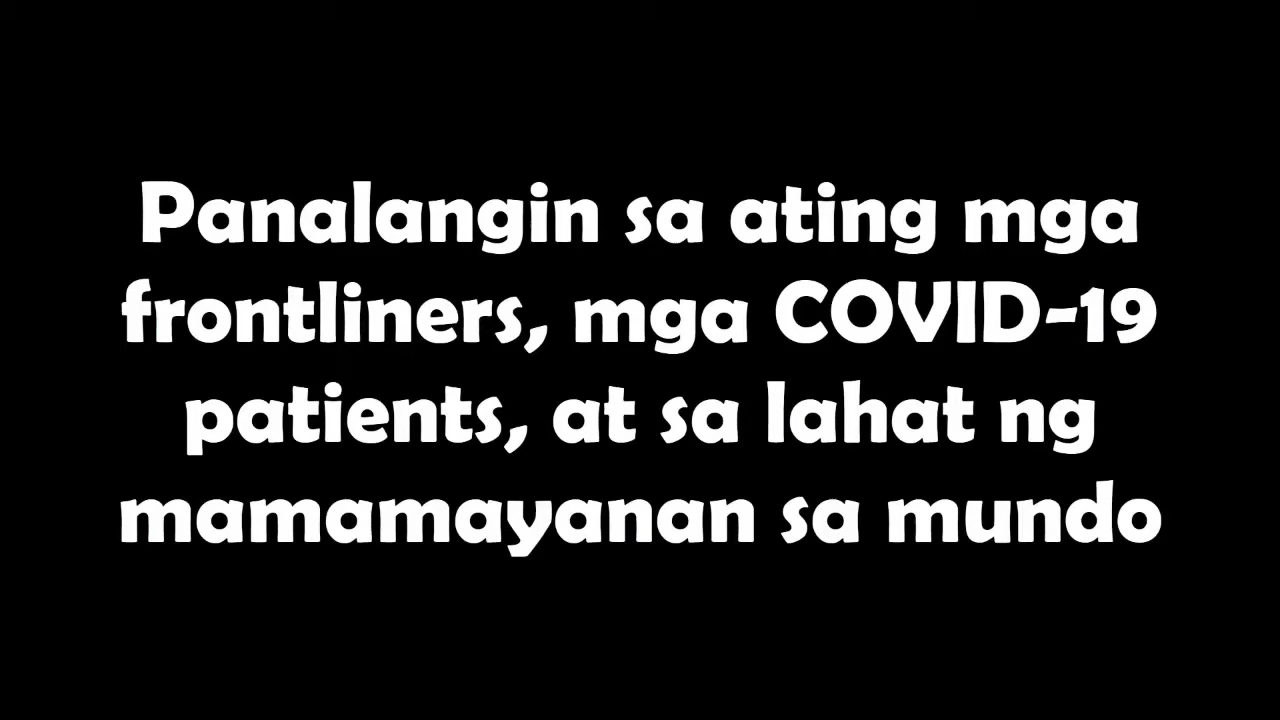 Panalangin sa ating mga
frontliners, mga COVID-19
patients, at sa lahat ng
mamamayanan sa mundo